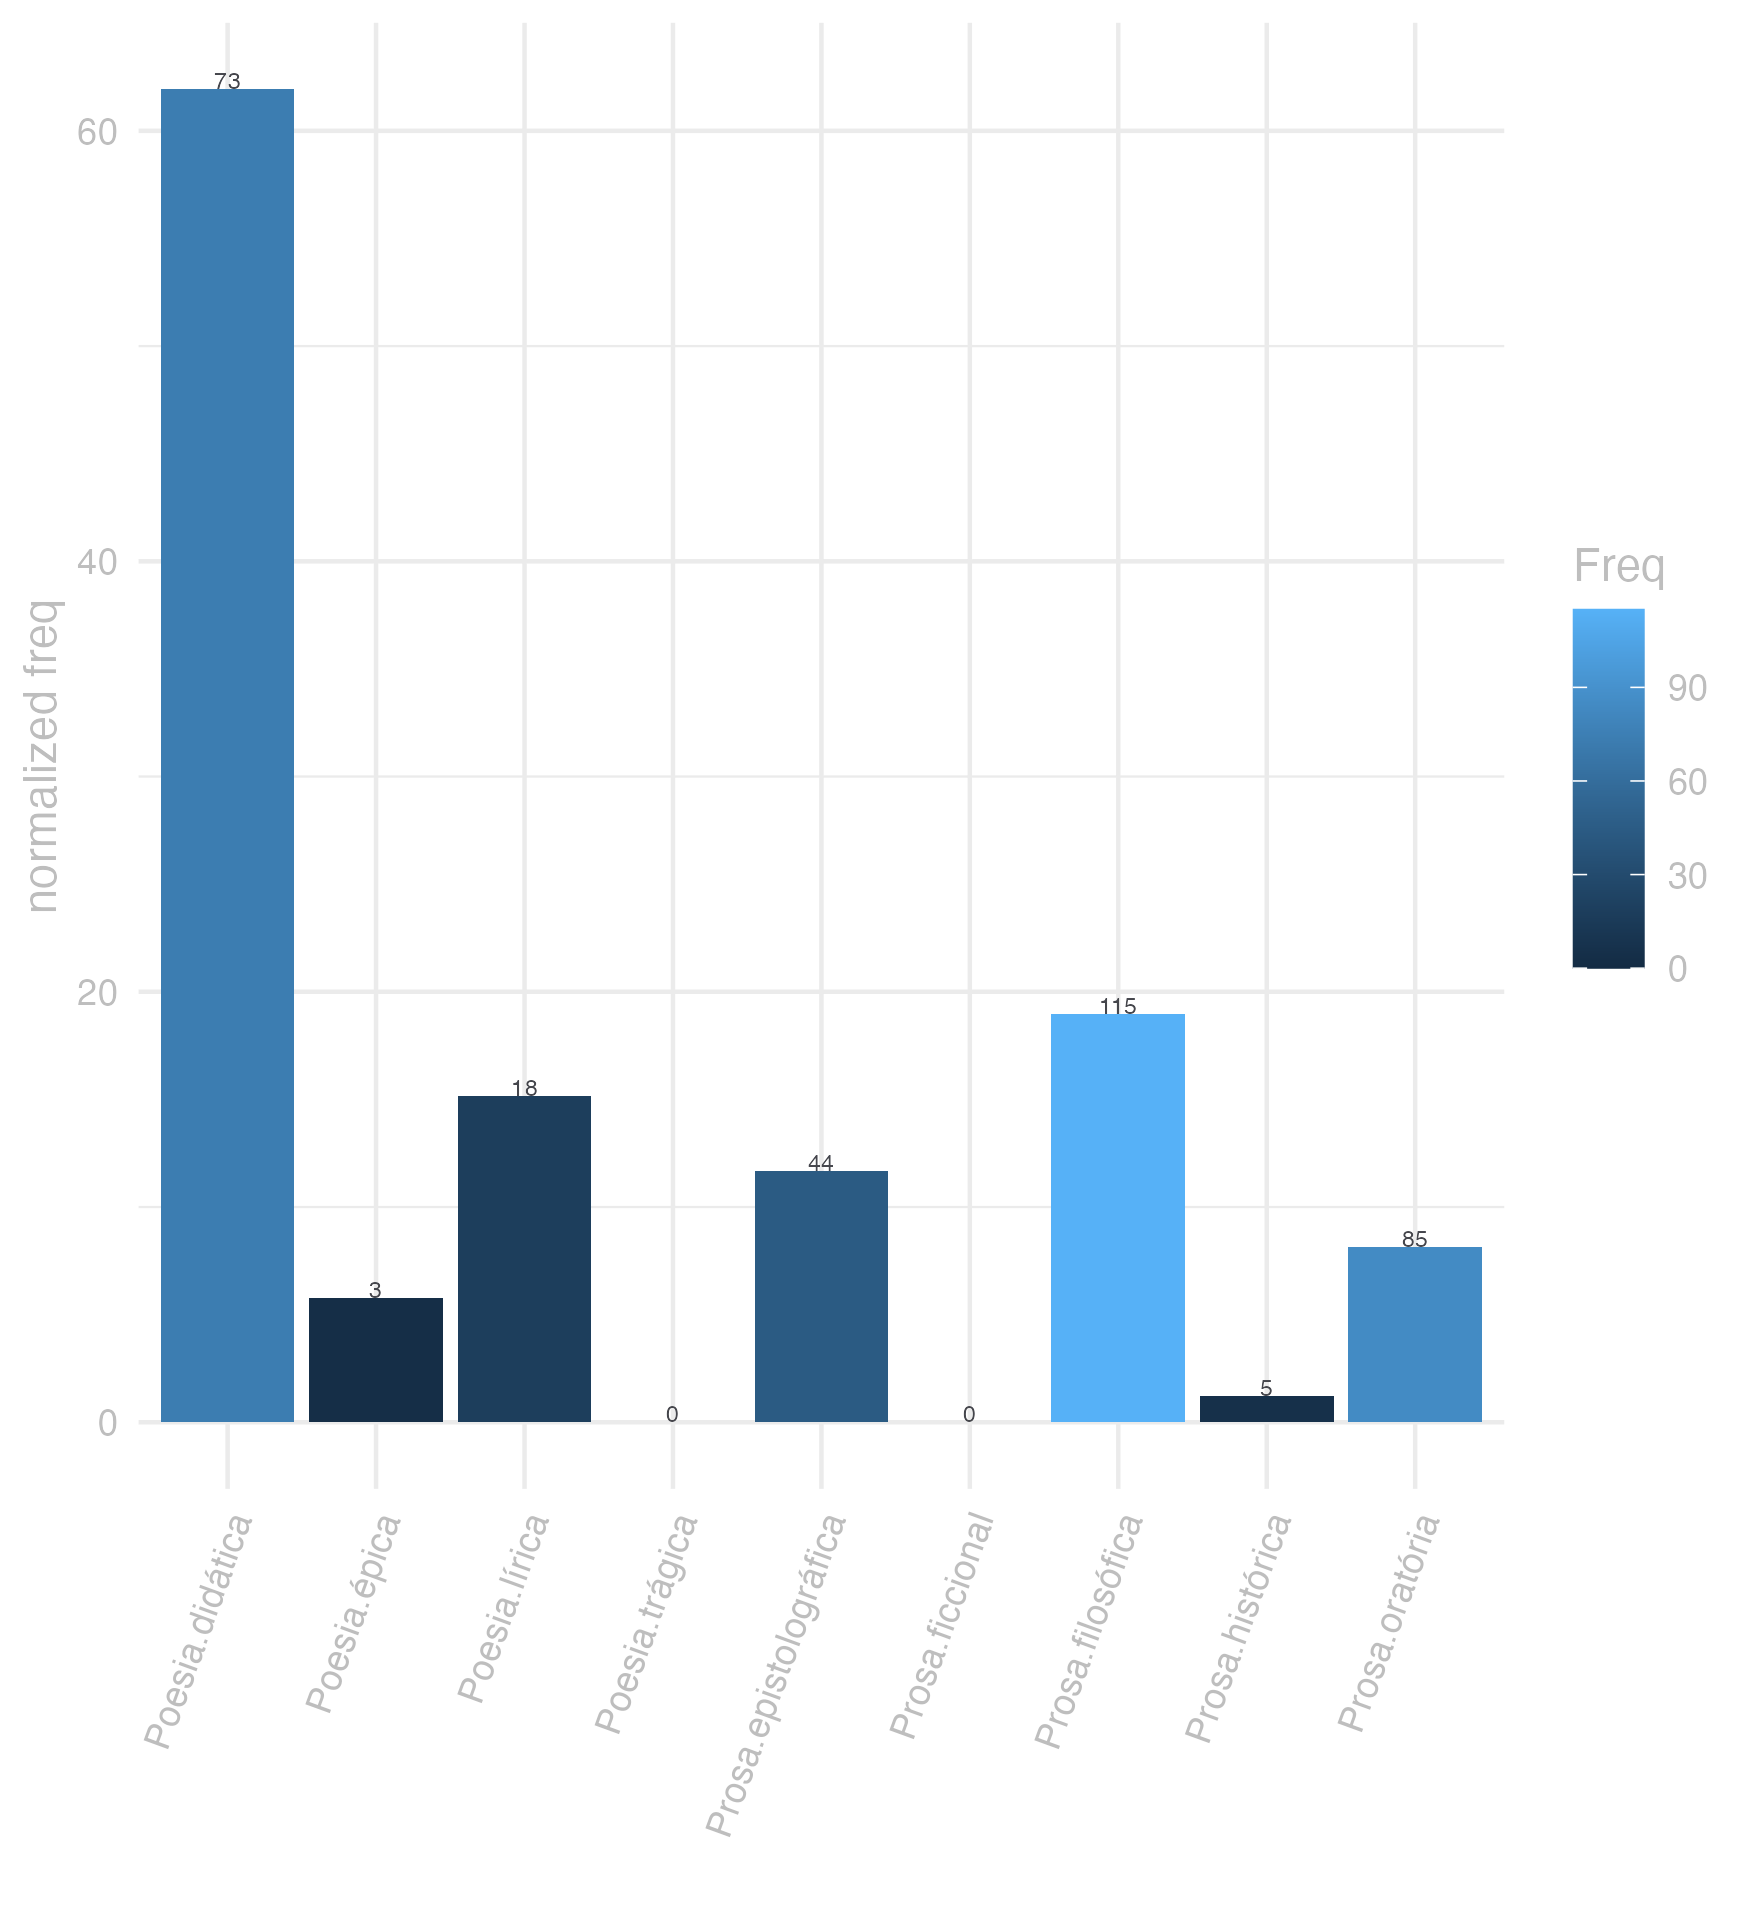 normalized freq
60
40
20
0
73
3
18
0
44
0
115
5
85
Poesia.didática
Poesia.épica
Poesia.lírica
Poesia.trágica
Prosa.epistolográfica
Prosa.ficcional
Prosa.filosófica
Prosa.histórica
Prosa.oratória
Freq
90
60
30
0